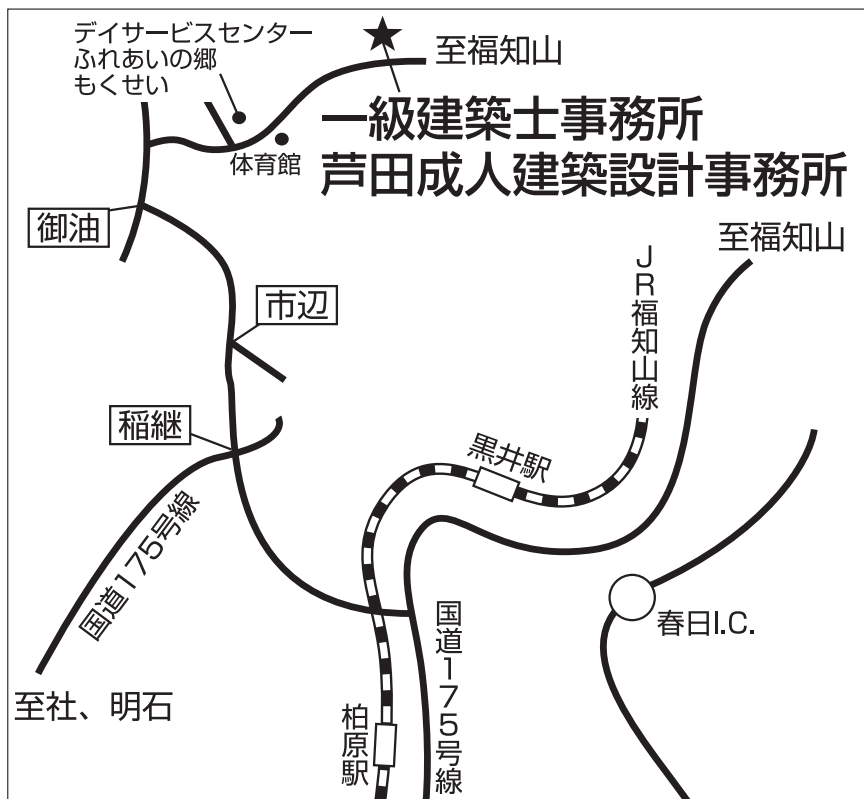 デイサービスセンター
ふれあいの郷
もくせい
至福知山
体育館
一級建築士事務所
芦田成人建築設計事務所
御油
至福知山
JR福知山線
市辺
稲継
黒井駅
国道175号線
春日I.C.
国道175号線
至社、明石
柏原駅